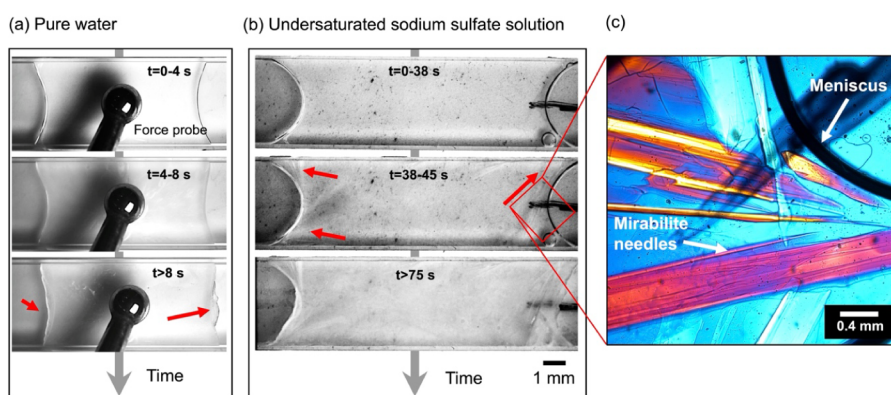 (a) Pure water
t=0-4 s
Force probe
t=4-8 s
t>8 s
Time
(b) Undersaturated sodium sulfate solution
t=0-38 s
t=38-45 s
t>75 s
Time
1 mm
(c)
Meniscus
Mirabilite
needles
0.4 mm